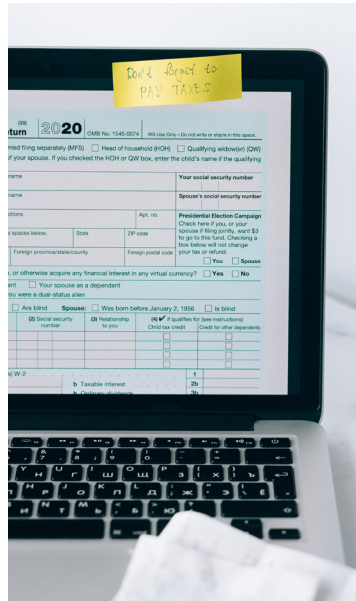 Don't forget to
PAY TAXES
(99)
turn 2020 OMB No. 1545-0074 IRS Use Only—Do not write or staple in this space.
filing separately (MFS) Head of household (HOH) Qualifying widow(er) (QW)
of your spouse. If you checked the HOH or QW box, enter the child's name if the qualifying
name Your social security number
name Spouse's social security number
Apt. no. Presidential Election Campaign
Check here if you, or your
spaces below. State ZIP code spouse if filing jointly, want $3
to go to this fund. Checking a
box below will not change
Foreign province/state/county Foreign postal code your tax or refund.
You Spouse
, or otherwise acquire any financial interest in any virtual currency? Yes No
Your spouse as a dependent
you were a dual-status alien
Are blind Spouse: Was born before January 2, 1956 Is blind
(2) Social security (3) Relationship (4) ✔ if qualifies for (see instructions):
number to you Child tax credit Credit for other dependents
W-2 1
b Taxable interest 2b
b Ordinary dividends 3b